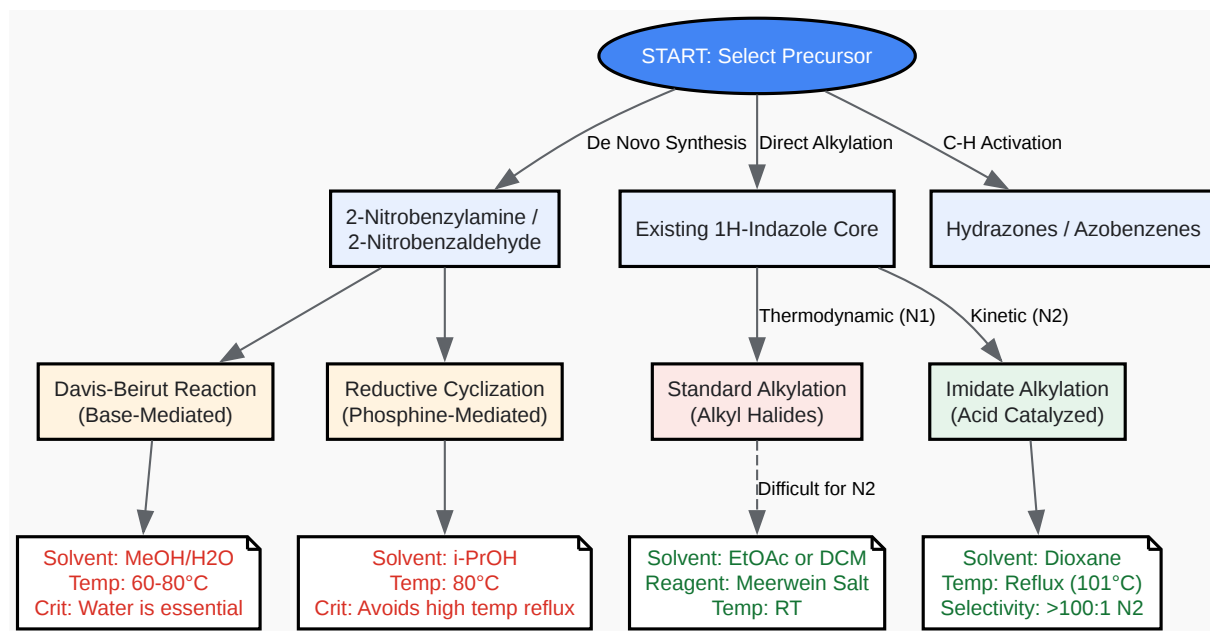 START: Select Precursor
De Novo Synthesis
Direct Alkylation
C-H Activation
2-Nitrobenzylamine /
2-Nitrobenzaldehyde
Existing 1H-Indazole Core
Hydrazones / Azobenzenes
Thermodynamic (N1)
Kinetic (N2)
Davis-Beirut Reaction
(Base-Mediated)
Reductive Cyclization
(Phosphine-Mediated)
Standard Alkylation
(Alkyl Halides)
Imidate Alkylation
(Acid Catalyzed)
Difficult for N2
Solvent: MeOH/H2O
Temp: 60-80°C
Crit: Water is essential
Solvent: i-PrOH
Temp: 80°C
Crit: Avoids high temp reflux
Solvent: EtOAc or DCM
Reagent: Meerwein Salt
Temp: RT
Solvent: Dioxane
Temp: Reflux (101°C)
Selectivity: >100:1 N2